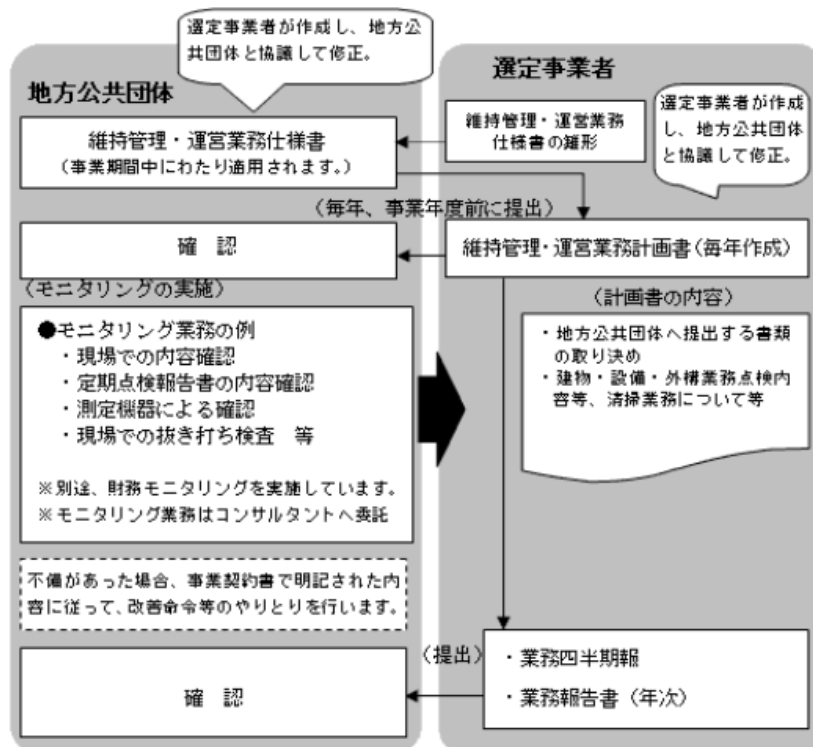 選定事業者が作成し、地方公
共団体と協議して修正。
地方公共団体
維持管理・運営業務仕様書
（事業期間中にわたり適用されます。）
選定事業者
維持管理・運営業務
仕様書の雛形
選定事業者が作成
し、地方公共団体
と協議して修正。
（毎年、事業年度前に提出）
確　認
維持管理・運営業務計画書（毎年作成）
（モニタリングの実施）
●モニタリング業務の例
・現場での内容確認
・定期点検報告書の内容確認
・測定機器による確認
・現場での抜き打ち検査　等
※別途、財務モニタリングを実施しています。
※モニタリング業務はコンサルタントへ委託
（計画書の内容）
・地方公共団体へ提出する書類
の取り決め
・建物・設備・外構業務点検内
容等、清掃業務について等
不備があった場合、事業契約書で明記された内
容に従って、改善命令等のやりとりを行います。
（提出）
・業務四半期報
・業務報告書（年次）
確　認